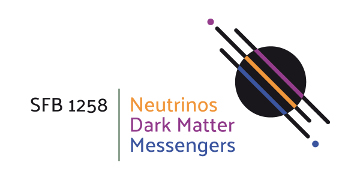 SFB 1258
Neutrinos
Dark Matter
Messengers